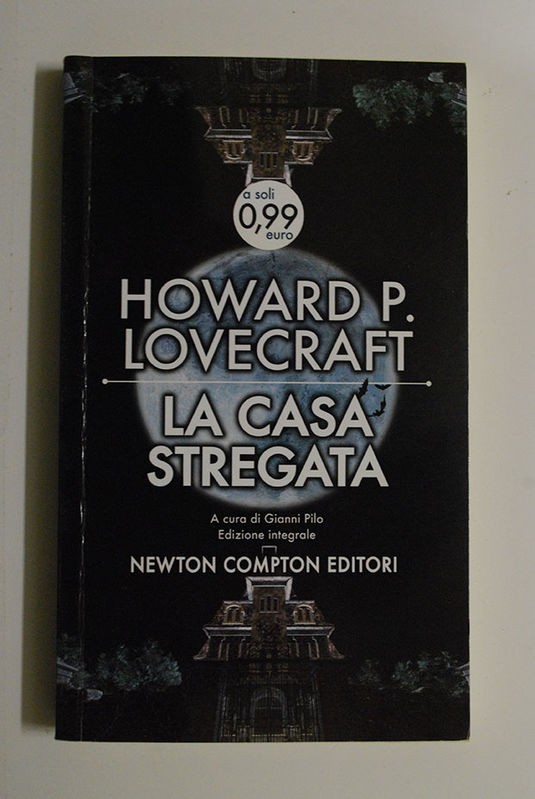 a soli
0,99
euro
HOWARD P.
LOVECRAFT
LA CASA
STREGATA
A cura di Gianni Pilo
Edizione integrale
NEWTON COMPTON EDITORI